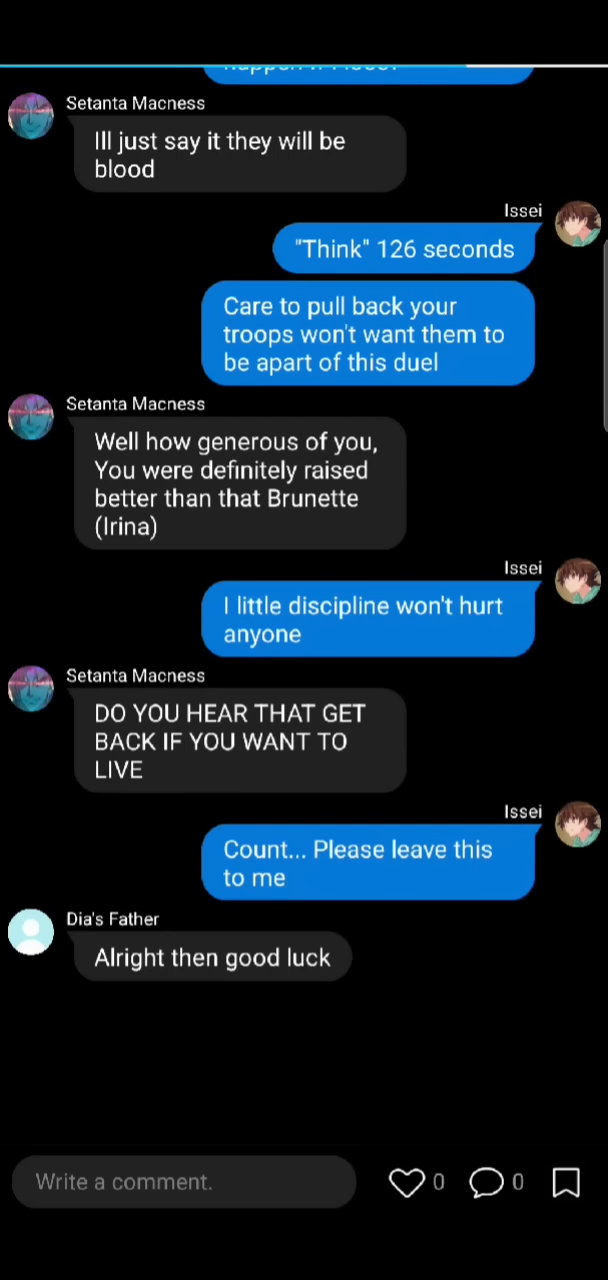 Setanta Macness
Ill just say it they will be
blood
Issei
"Think" 126 seconds
Care to pull back your
troops won't want them to
be apart of this duel
Setanta Macness
Well how generous of you,
You were definitely raised
better than that Brunette
(Irina)
Issei
I little discipline won't hurt
anyone
Setanta Macness
DO YOU HEAR THAT GET
BACK IF YOU WANT TO
LIVE
Issei
Count... Please leave this
to me
Dia's Father
Alright then good luck
Write a comment.
0
0